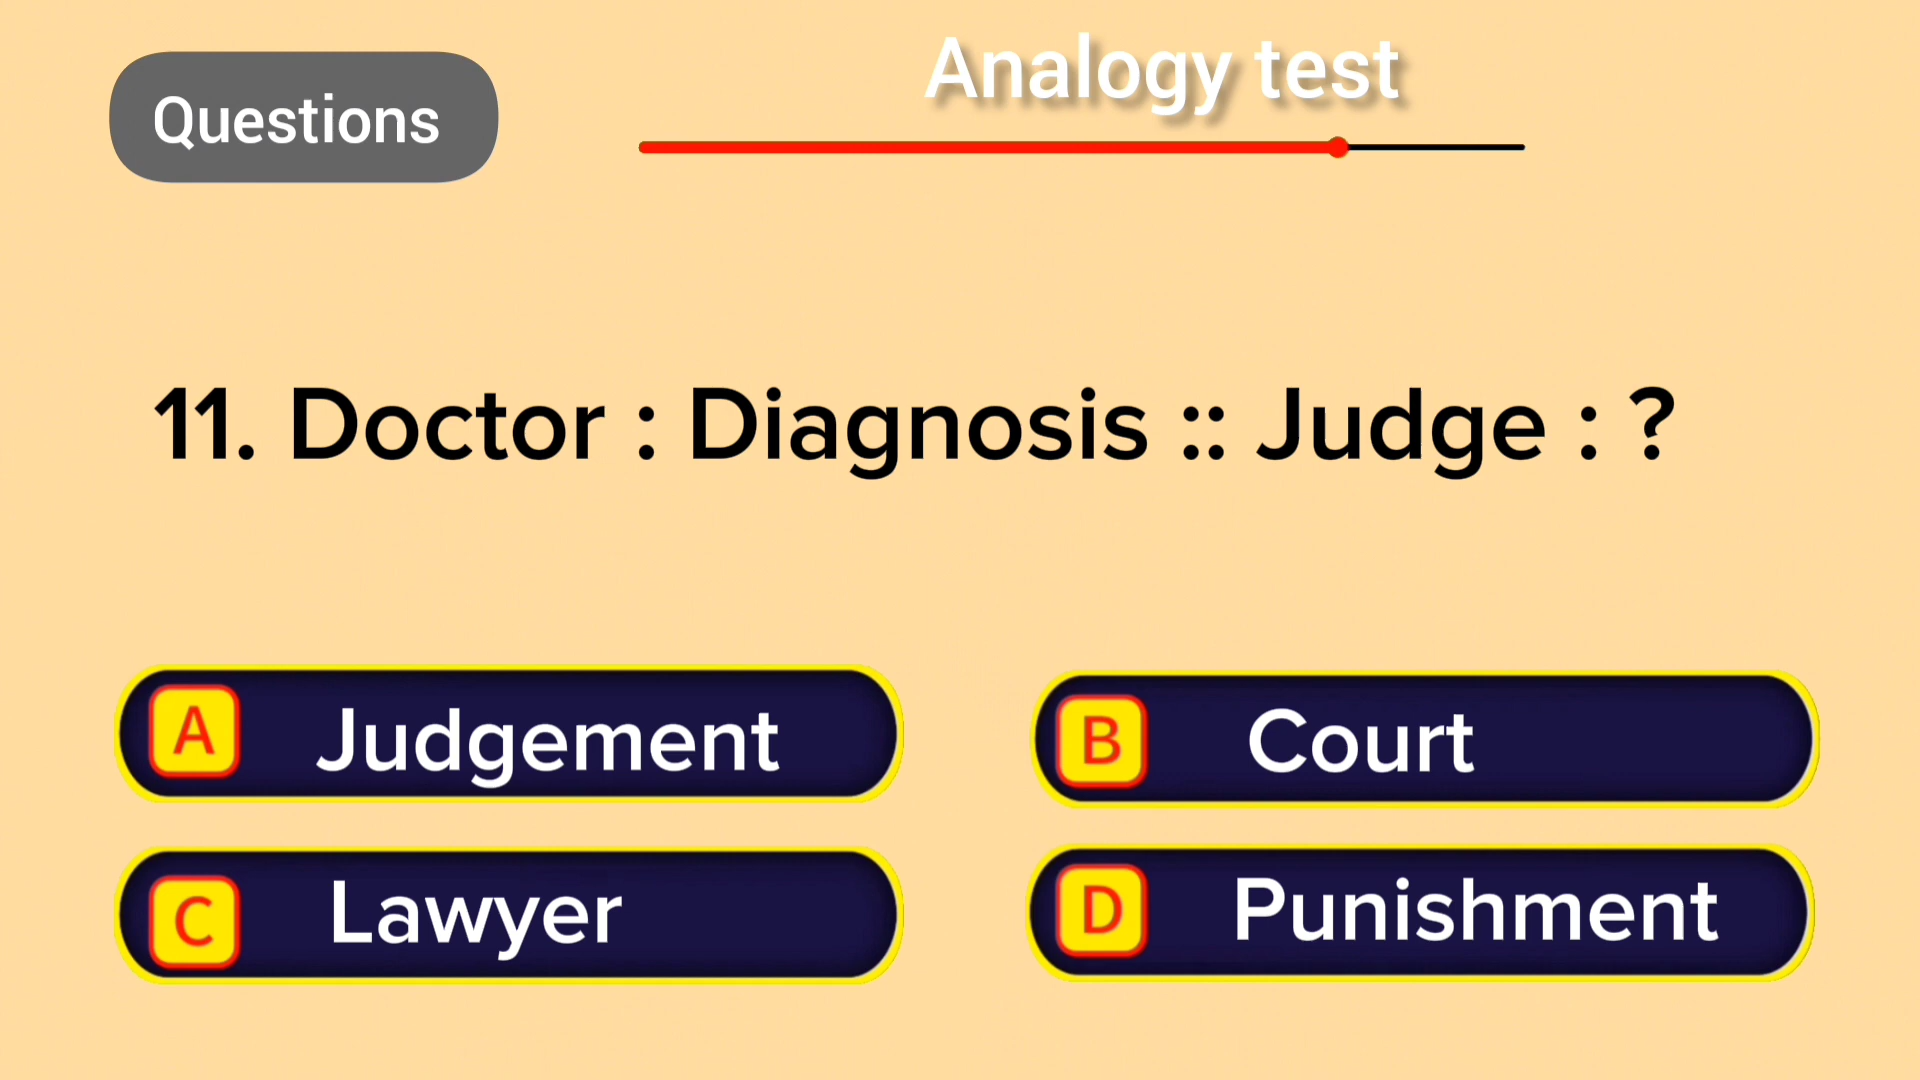 Questions
Analogy test
11. Doctor : Diagnosis :: Judge : ?
A Judgement
B Court
C Lawyer
D Punishment